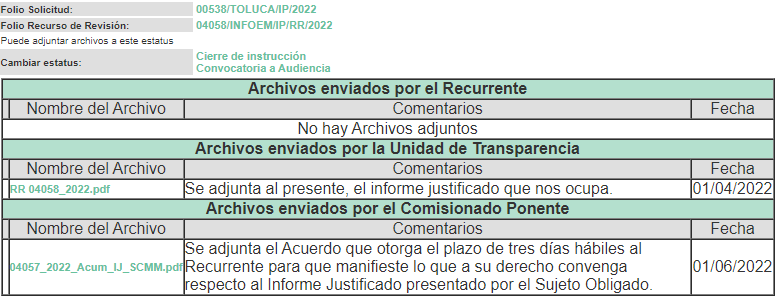 Folio Solicitud: 00538/TOLUCA/IP/2022
Folio Recurso de Revisión: 04058/INFOEM/IP/RR/2022
Puede adjuntar archivos a este estatus
Cambiar estatus: Cierre de instrucción
Convocatoria a Audiencia
Archivos enviados por el Recurrente
Nombre del Archivo Comentarios Fecha
No hay Archivos adjuntos
Archivos enviados por la Unidad de Transparencia
Nombre del Archivo Comentarios Fecha
RR 04058_2022.pdf Se adjunta al presente, el informe justificado que nos ocupa. 01/04/2022
Archivos enviados por el Comisionado Ponente
Nombre del Archivo Comentarios Fecha
Se adjunta el Acuerdo que otorga el plazo de tres días hábiles al
04057_2022_Acum_IJ_SCMM.pdf Recurrente para que manifieste lo que a su derecho convenga 01/06/2022
respecto al Informe Justificado presentado por el Sujeto Obligado.